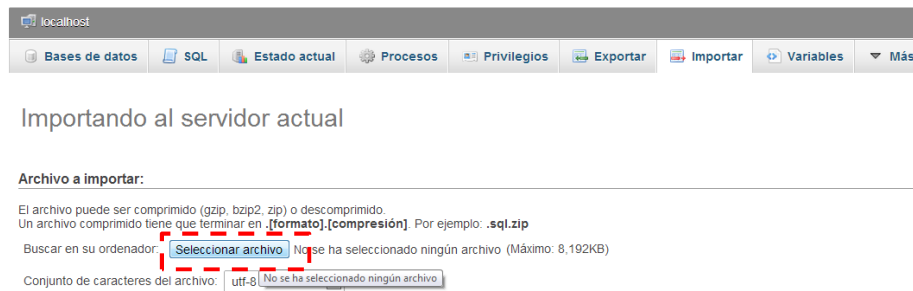 localhost
Bases de datos SQL Estado actual Procesos Privilegios Exportar Importar Variables Más
Importando al servidor actual
Archivo a importar:
El archivo puede ser comprimido (gzip, bzip2, zip) o descomprimido.
Un archivo comprimido tiene que terminar en .[formato].[compresión]. Por ejemplo: .sql.zip
Buscar en su ordenador: Seleccionar archivo No se ha seleccionado ningún archivo (Máximo: 8,192KB)
Conjunto de caracteres del archivo: utf-8
No se ha seleccionado ningún archivo